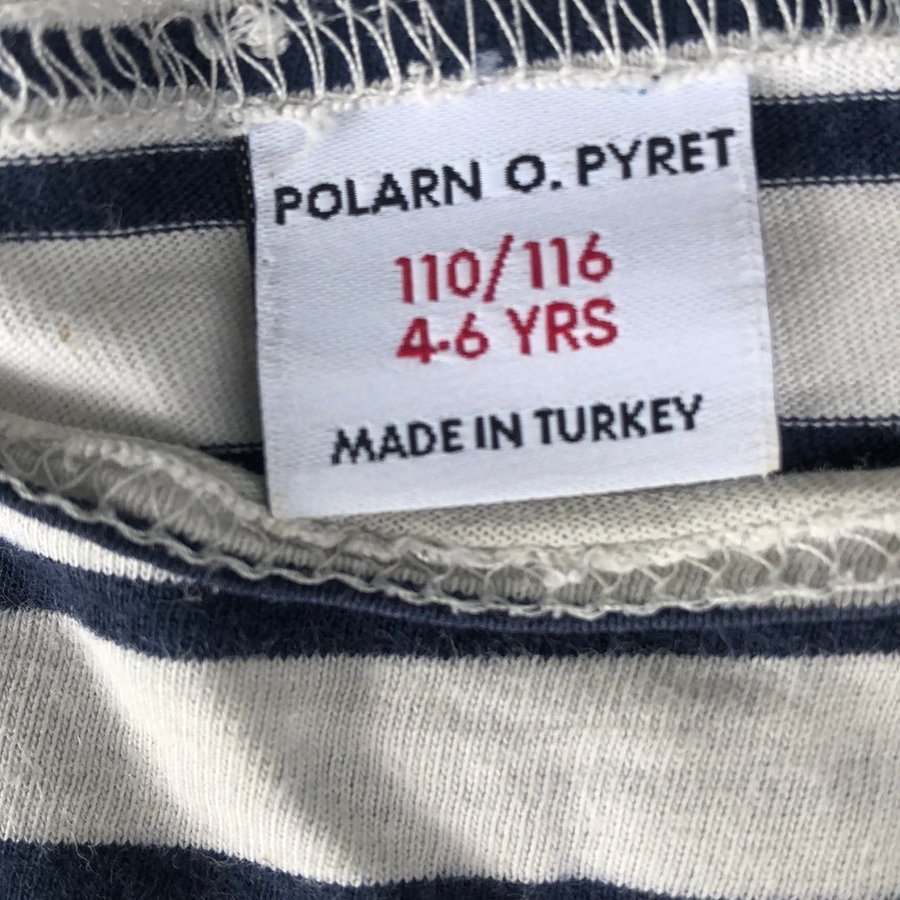 POLARN O. PYRET
110/116
4-6 YRS
MADE IN TURKEY